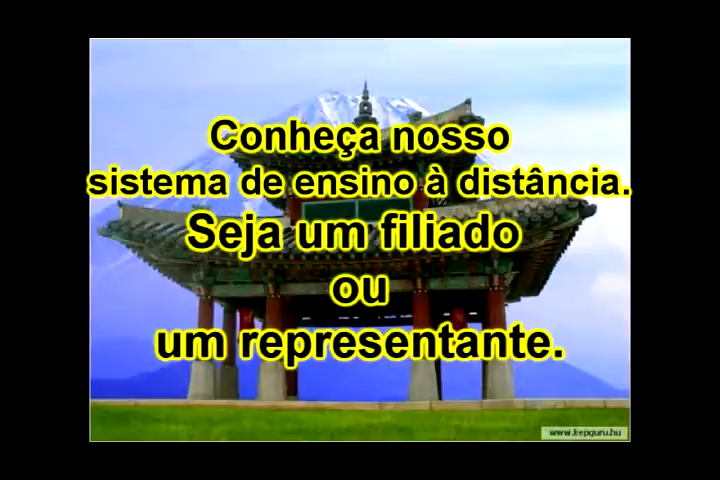 Conheça nosso
sistema de ensino à distância.
Seja um filiado
ou
um representante.
www.kepguru.hu